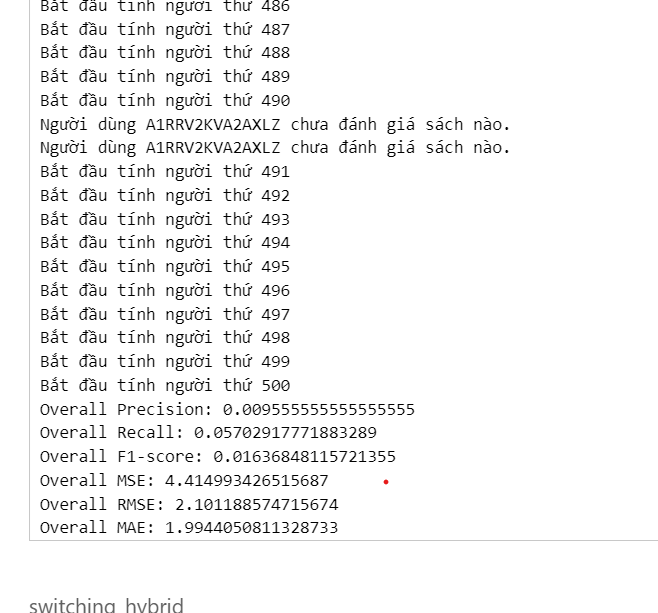 Bắt đầu tính người thứ 486
Bắt đầu tính người thứ 487
Bắt đầu tính người thứ 488
Bắt đầu tính người thứ 489
Bắt đầu tính người thứ 490
Người dùng A1RRV2KVA2AXLZ chưa đánh giá sách nào.
Người dùng A1RRV2KVA2AXLZ chưa đánh giá sách nào.
Bắt đầu tính người thứ 491
Bắt đầu tính người thứ 492
Bắt đầu tính người thứ 493
Bắt đầu tính người thứ 494
Bắt đầu tính người thứ 495
Bắt đầu tính người thứ 496
Bắt đầu tính người thứ 497
Bắt đầu tính người thứ 498
Bắt đầu tính người thứ 499
Bắt đầu tính người thứ 500
Overall Precision: 0.009555555555555555
Overall Recall: 0.05702917771883289
Overall F1-score: 0.01636848115721355
Overall MSE: 4.414993426515687
Overall RMSE: 2.101188574715674
Overall MAE: 1.9944050811328733
switching hybrid